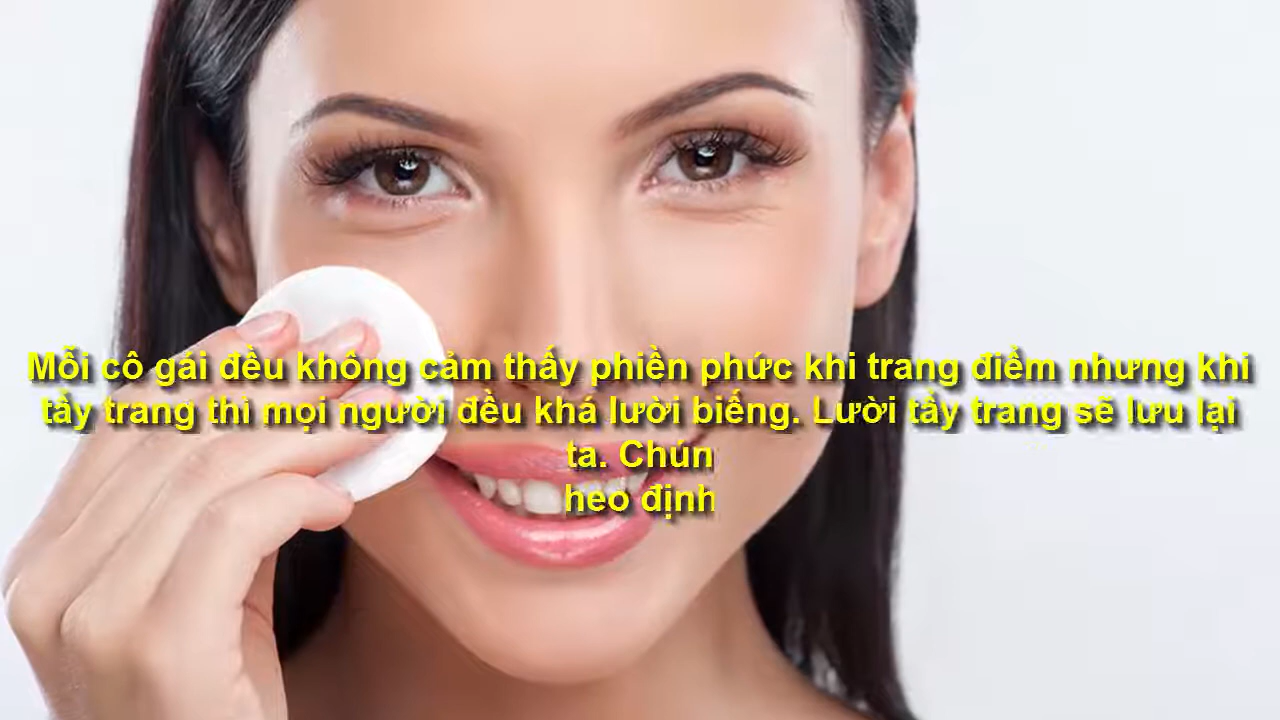 Mỗi cô gái đều không cảm thấy phiền phức khi trang điểm nhưng khi
tẩy trang thì mọi người đều khá lười biếng. Lười tẩy trang sẽ lưu lại
ta. Chún
heo định